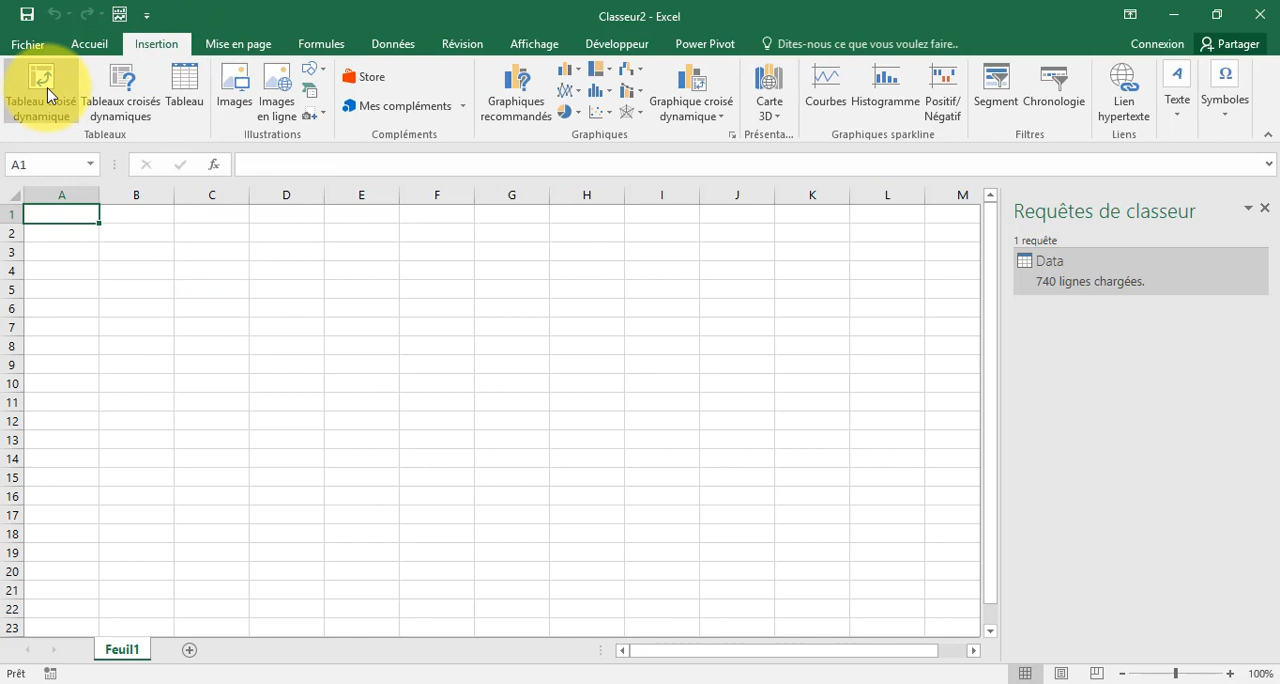 Classeur2 - Excel
Fichier Accueil Insertion Mise en page Formules Données Révision Affichage Développeur Power Pivot Dites-nous ce que vous voulez faire.. Connexion Partager
Tableau croisé dynamique
Tableaux croisés dynamiques
Tableau
Images
Images en ligne
Store
Mes compléments
Graphiques recommandés
Graphique croisé dynamique
Carte 3D
Courbes
Histogramme
Positif/ Négatif
Segment
Chronologie
Lien hypertexte
Texte
Symboles
Tableaux Illustrations Compléments Graphiques Présenta... Graphiques sparkline Filtres Liens
A1 fx
A B C D E F G H I J K L M
1
2
3
4
5
6
7
8
9
10
11
12
13
14
15
16
17
18
19
20
21
22
23
Requêtes de classeur
1 requête
Data
740 lignes chargées.
Feuil1
Prêt 100%